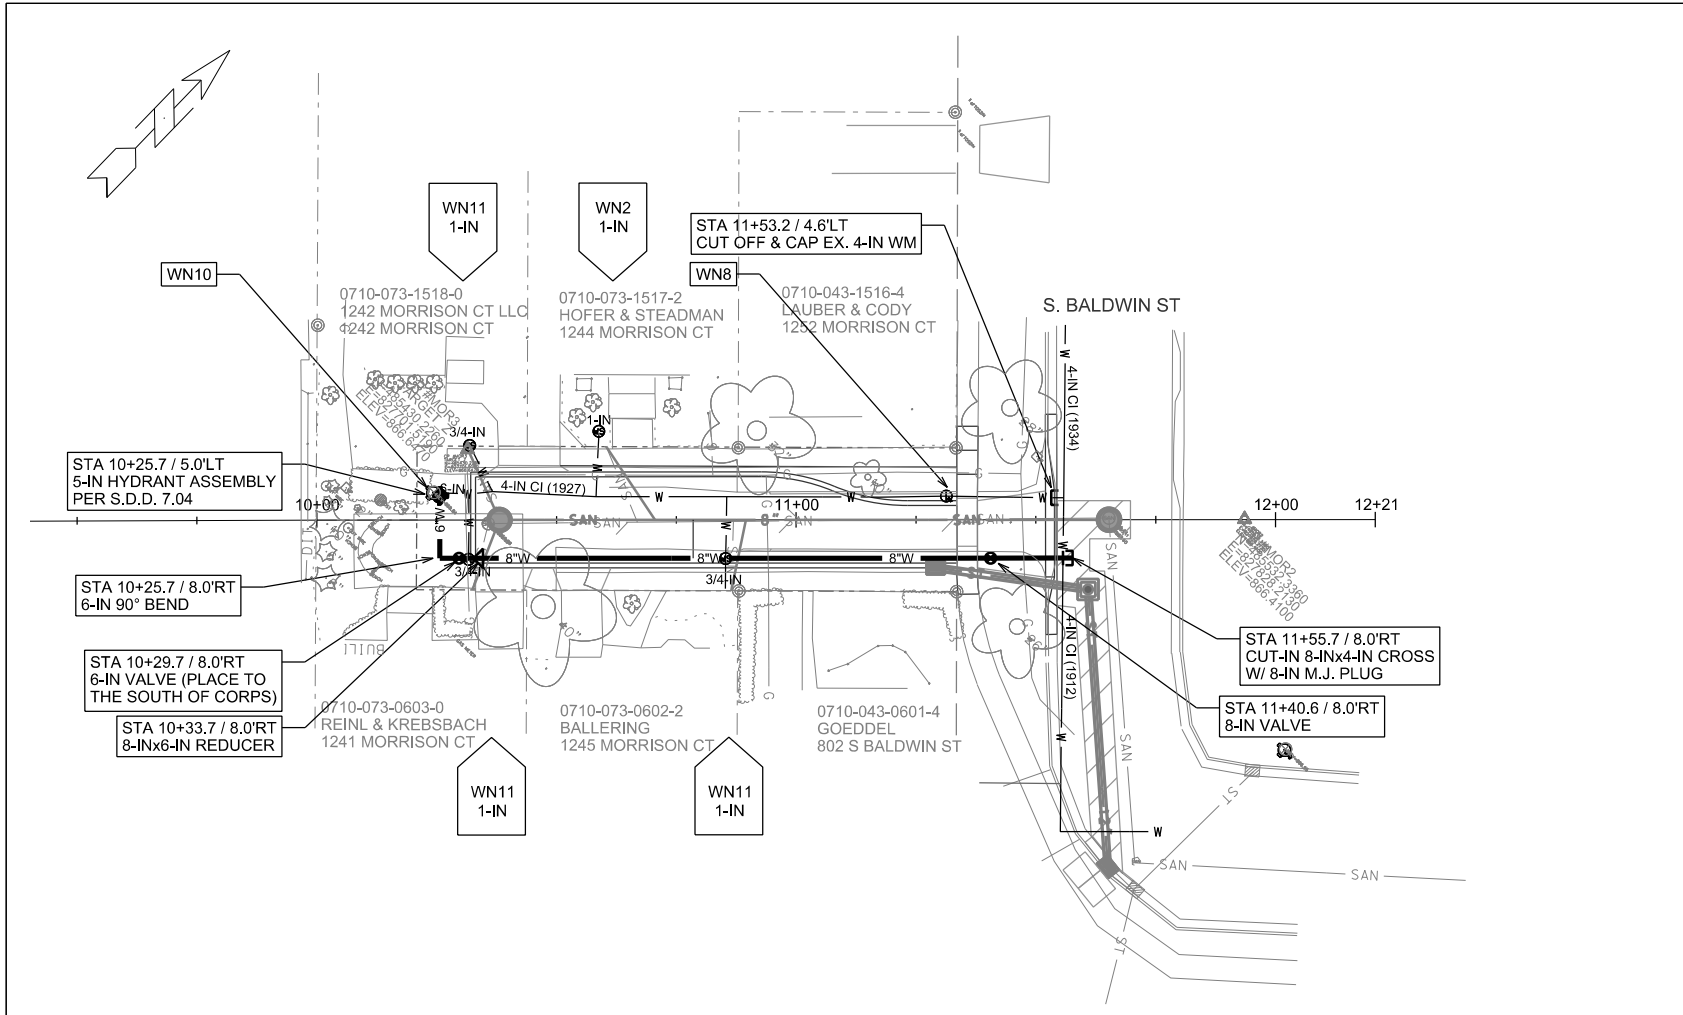 WN11
1-IN
WN2
1-IN
STA 11+53.2 / 4.6'LT
CUT OFF & CAP EX. 4-IN WM
WN10
WN8
0710-073-1518-0
1242 MORRISON CT LLC
1242 MORRISON CT
0710-073-1517-2
HOFER & STEADMAN
1244 MORRISON CT
0710-043-1516-4
LAUBER & CODY
1252 MORRISON CT
S. BALDWIN ST
W
4-IN CI (1934)
W
3/4-IN
1-IN
STA 10+25.7 / 5.0'LT
5-IN HYDRANT ASSEMBLY
PER S.D.D. 7.04
4-IN CI (1927)
W
W
W
W
10+00
11+00
12+00
12+21
SAN
SAN
8"
SAN
SAN
SAN
8"W
8"W
8"W
3/4-IN
3/4-IN
STA 10+25.7 / 8.0'RT
6-IN 90° BEND
STA 10+29.7 / 8.0'RT
6-IN VALVE (PLACE TO
THE SOUTH OF CORPS)
STA 10+33.7 / 8.0'RT
8-INx6-IN REDUCER
STA 11+55.7 / 8.0'RT
CUT-IN 8-INx4-IN CROSS
W/ 8-IN M.J. PLUG
STA 11+40.6 / 8.0'RT
8-IN VALVE
4-IN CI (1912)
0710-073-0603-0
REINL & KREBSBACH
1241 MORRISON CT
0710-073-0602-2
BALLERING
1245 MORRISON CT
0710-043-0601-4
GOEDDEL
802 S BALDWIN ST
G
W
SAN
SAN
SAN
WN11
1-IN
WN11
1-IN
W
ST
SAN
SAN
ST